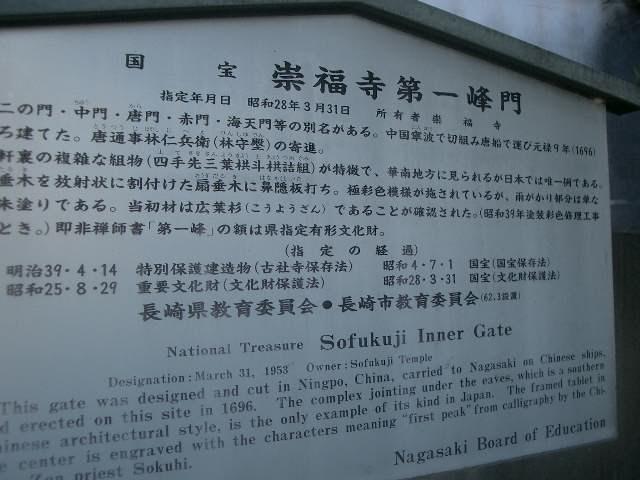 国宝 崇福寺第一峰門
指定年月日 昭和28年3月31日 所有者 崇福寺
二の門・中門・唐門・赤門・海天門等の別名がある。中国寧波で切組み唐船で運び元禄9年(1696)
ろ建てた。唐通事林仁兵衛(林守壂)の寄進。
軒裏の複雑な組物(四手先三葉栱斗栱詰組)が特徴で、華南地方に見られるが日本では唯一例である。
垂木を放射状に割付けた扇垂木に鼻隠板打ち。極彩色模様が施されているが、雨がかり部分は単な
朱塗りである。当初材は広葉杉(こうようざん)であることが確認された。(昭和39年塗装彩色修理工事
とき。)即非禅師書「第一峰」の額は県指定有形文化財。
(指定の経過)
明治39・4・14 特別保護建造物(古社寺保存法) 昭和4・7・1 国宝(国宝保存法)
昭和25・8・29 重要文化財(文化財保護法) 昭和28・3・31 国宝(文化財保護法)
長崎県教育委員会●長崎市教育委員会(62.3設置)
National Treasure Sofukuji Inner Gate
Designation: March 31, 1953 Owner: Sofukuji Temple
This gate was designed and cut in Ningpo, China, carried to Nagasaki on Chinese ships,
d erected on this site in 1696. The complex jointing under the eaves, which is a southern
hinese architectural style, is the only example of its kind in Japan. The framed tablet in
e center is engraved with the characters meaning "first peak" from calligraphy by the Chi-
Zen priest Sokuhi.
Nagasaki Board of Education